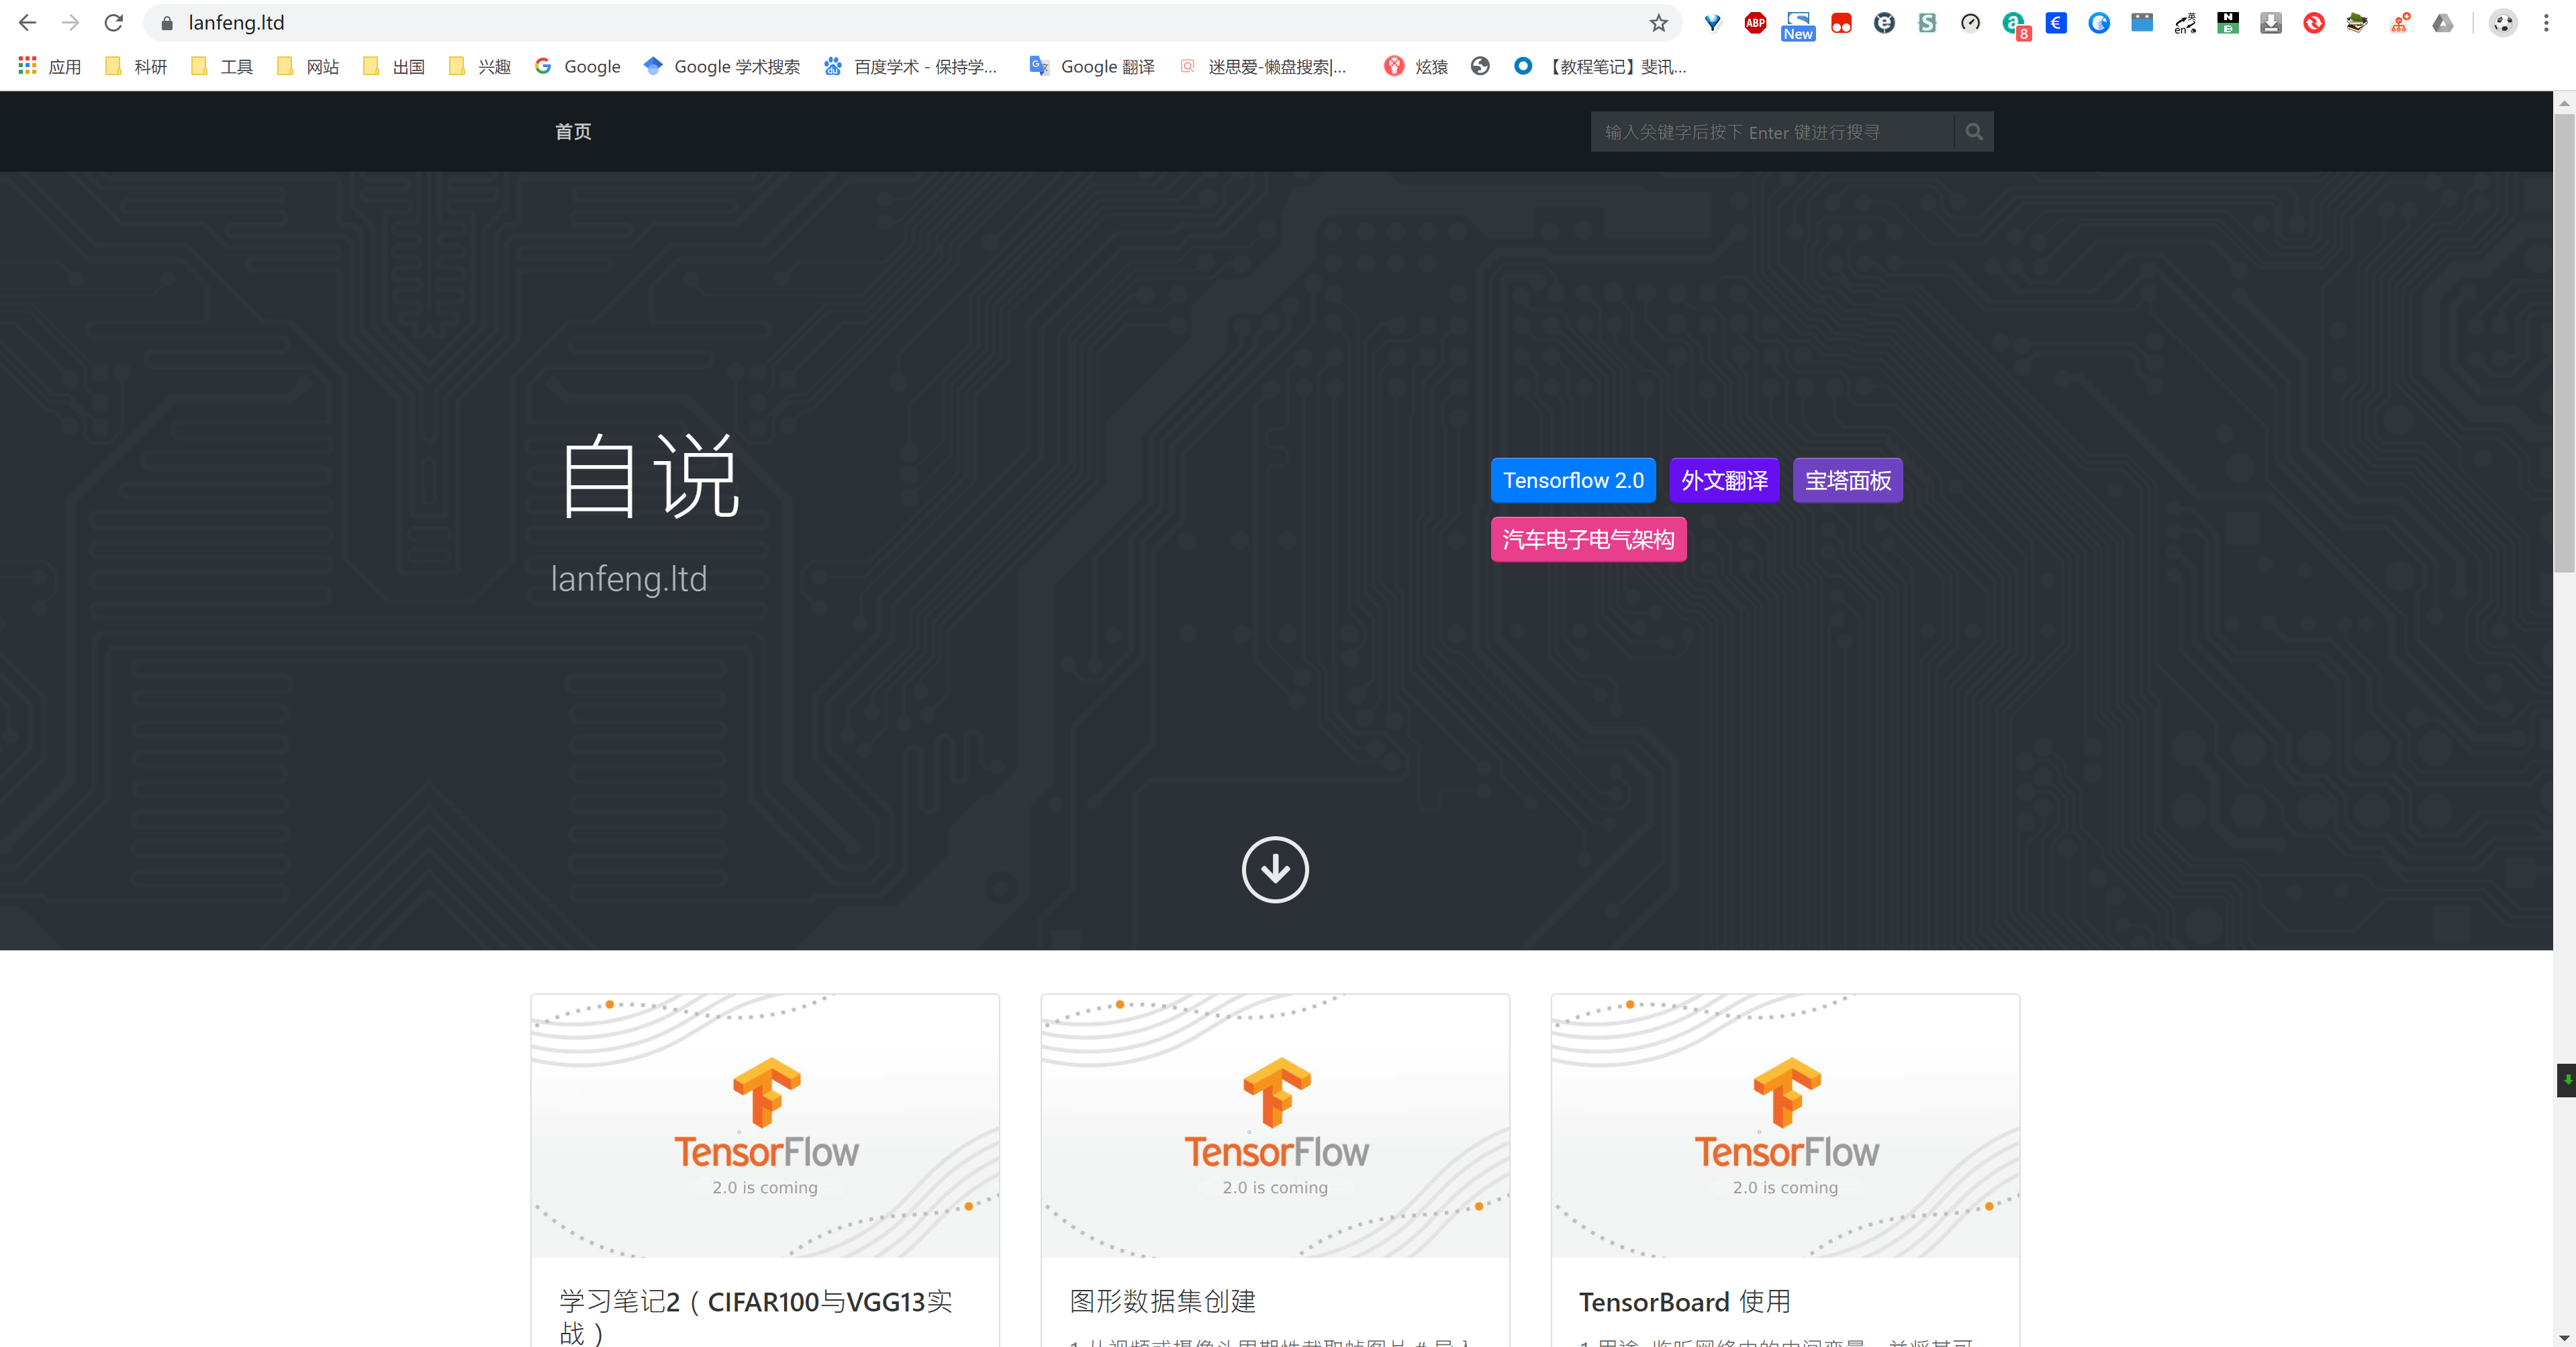 lanfeng.ltd
ABP
New
8
英
en
应用 科研 工具 网站 出国 兴趣 Google Google 学术搜索 百度学术 - 保持学... Google 翻译 迷思爱-懒盘搜索|... 炫猿 【教程笔记】斐讯...
首页
输入关键字后按下 Enter 键进行搜寻
自说
lanfeng.ltd
Tensorflow 2.0 外文翻译 宝塔面板
汽车电子电气架构
TensorFlow
2.0 is coming
学习笔记2（CIFAR100与VGG13实
战）
TensorFlow
2.0 is coming
图形数据集创建
TensorFlow
2.0 is coming
TensorBoard 使用